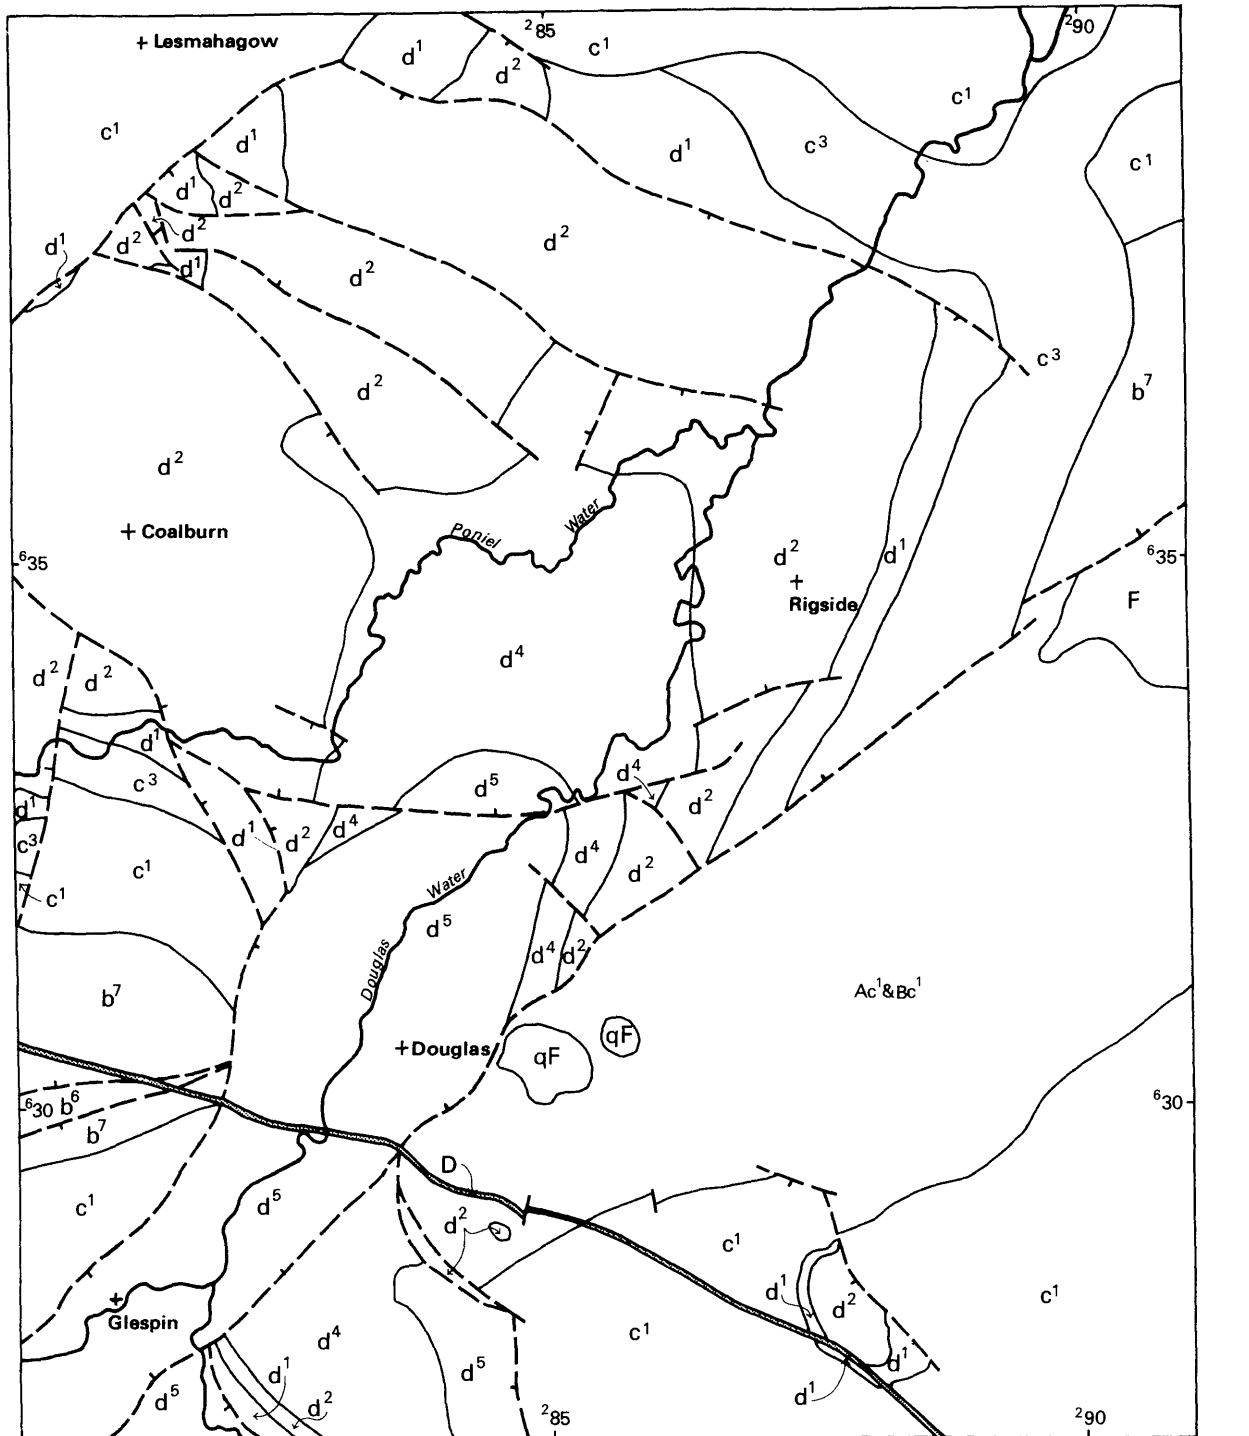 ²85
²90
+ Lesmahagow
c¹
d¹
d²
c¹
c¹
d¹
d¹
c³
c¹
d¹
d²
d²
d¹
d²
d²
d¹
d²
c³
d²
b⁷
d²
+ Coalburn
Poniel
Water
⁶35
⁶35
d²
d¹
+
Rigside
F
d⁴
d²
d²
d¹
c³
d⁵
d⁴
d¹
d²
c³
d¹
d²
d⁴
d⁴
c¹
d²
c¹
Water
d⁵
d⁴
d²
Douglas
b⁷
Ac¹&Bc¹
qF
+Douglas
qF
⁶30
b⁶
⁶30
b⁷
D
c¹
d⁵
d²
c¹
d¹
d²
c¹
+
Glespin
d⁴
c¹
d¹
d⁵
d¹
d⁵
d²
d¹
²85
²90